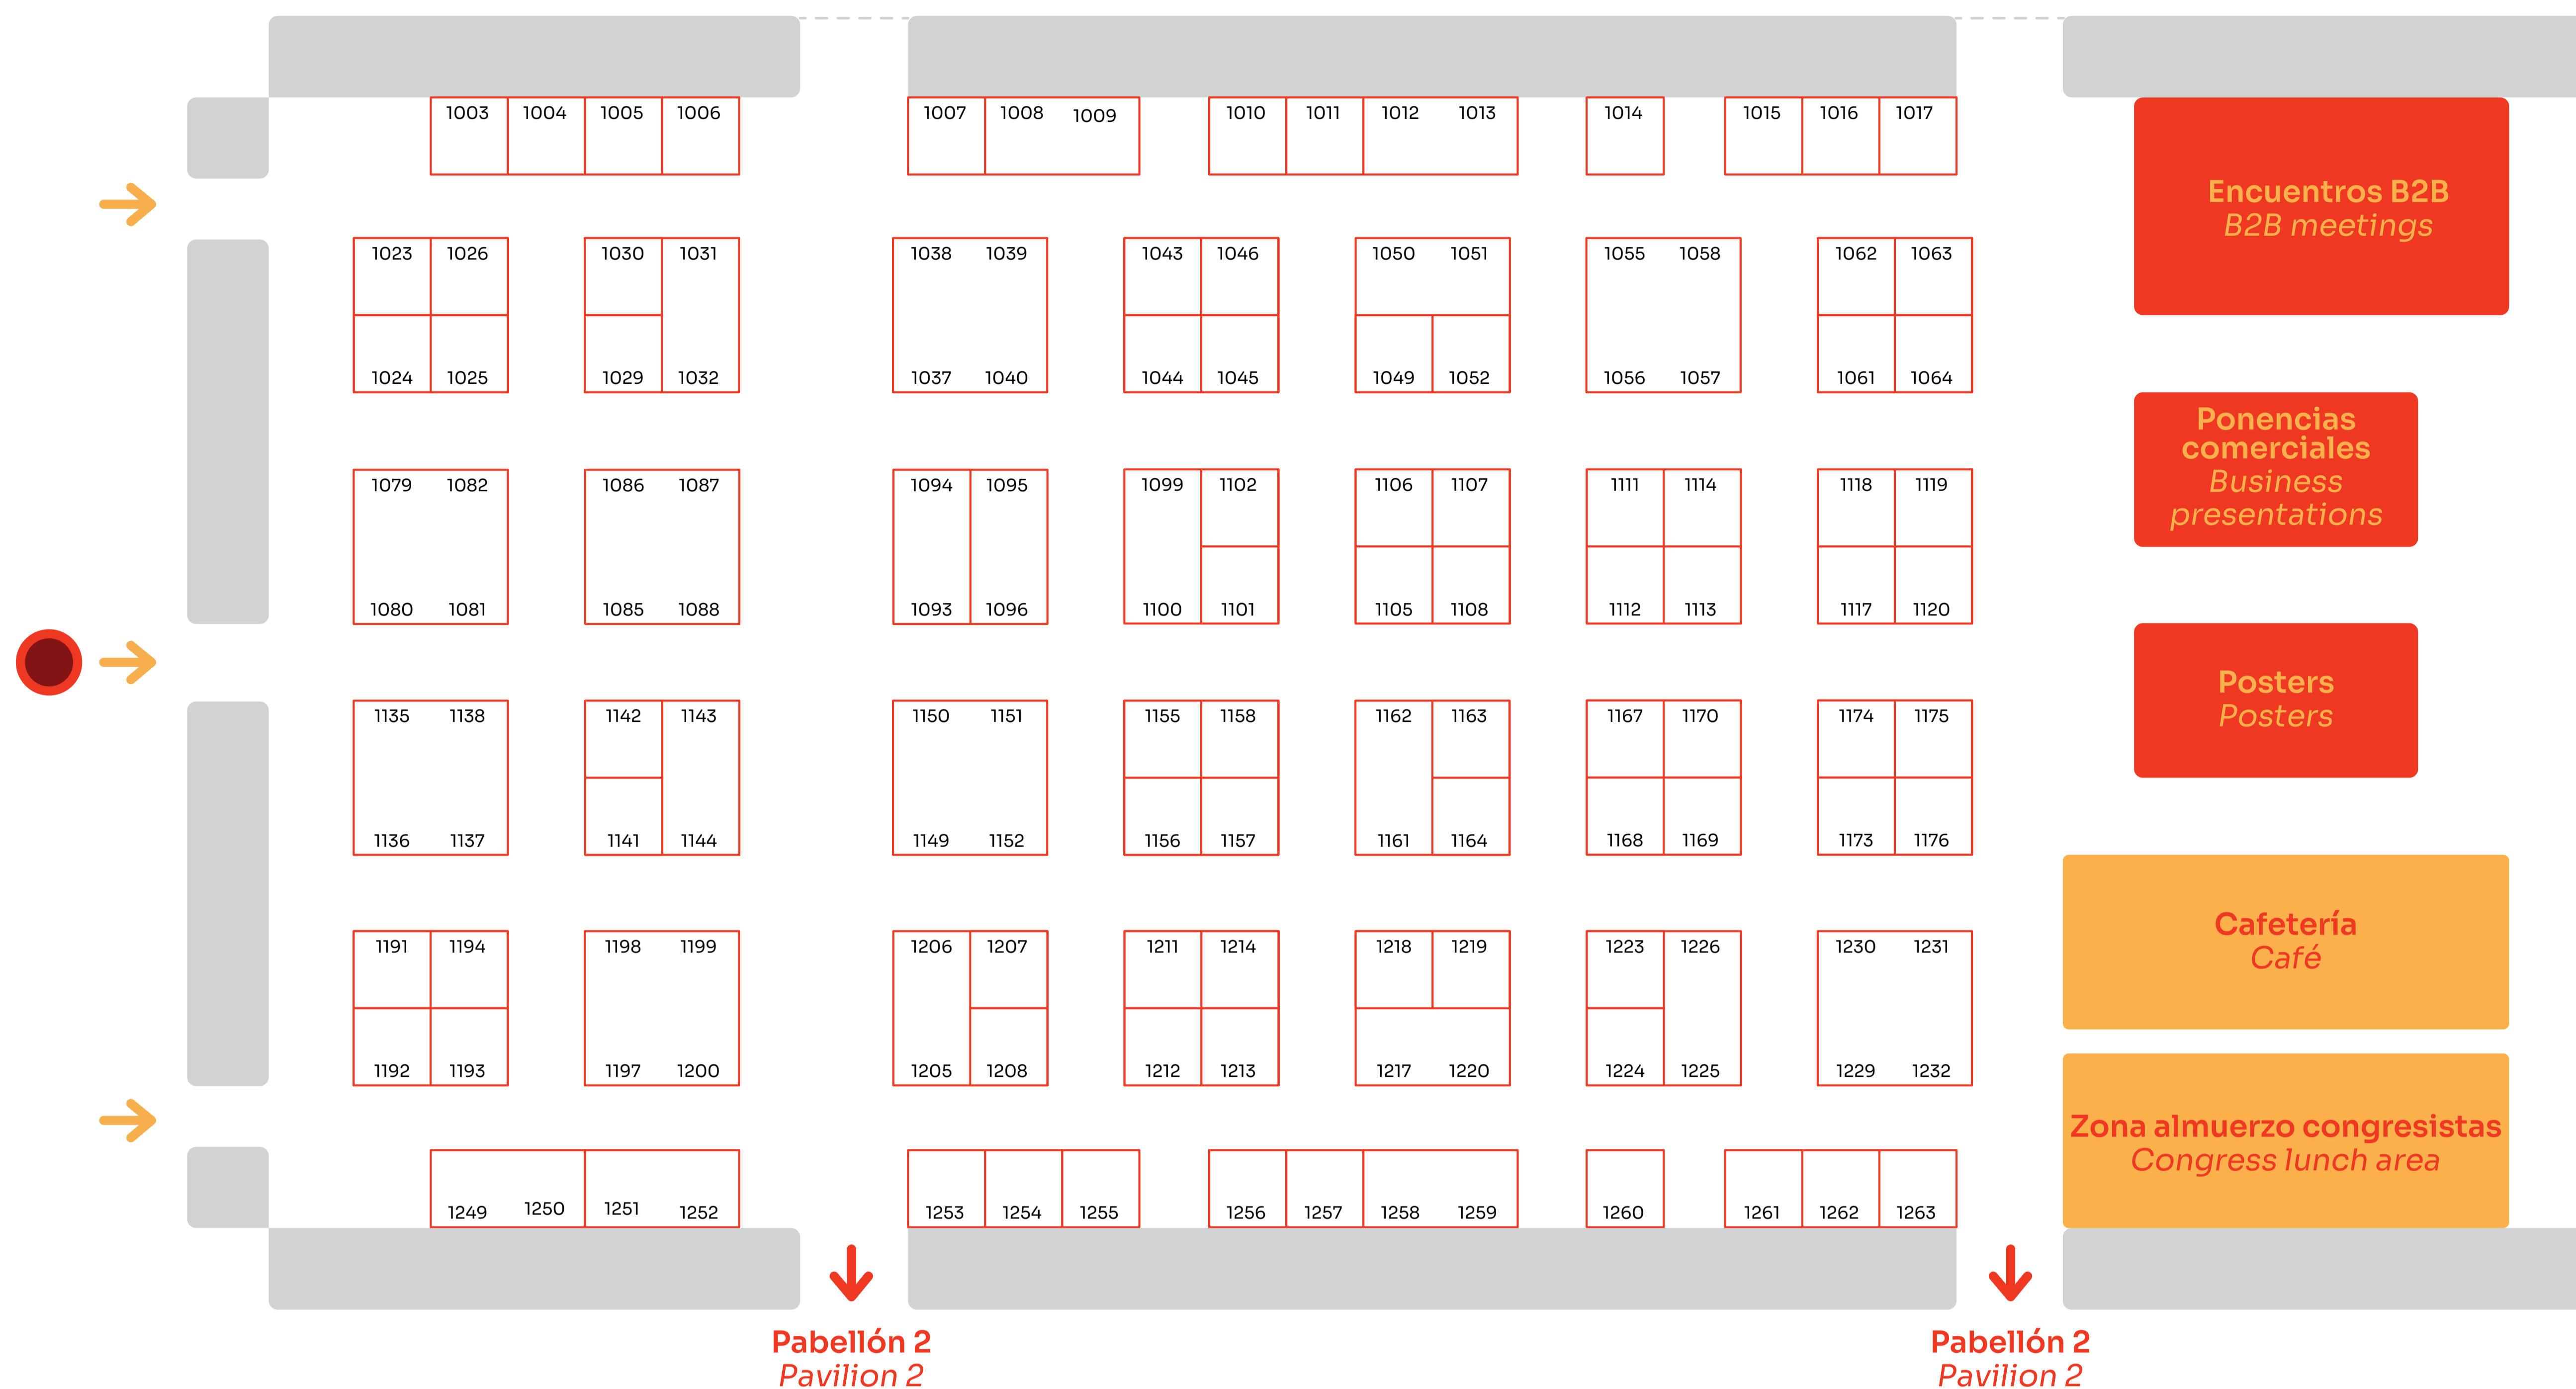 1003 1004 1005 1006 1007 1008 1009 1010 1011 1012 1013 1014 1015 1016 1017
Encuentros B2B
B2B meetings
1023 1026 1030 1031 1038 1039 1043 1046 1050 1051 1055 1058 1062 1063
1024 1025 1029 1032 1037 1040 1044 1045 1049 1052 1056 1057 1061 1064
Ponencias
comerciales
Business
presentations
1079 1082 1086 1087 1094 1095 1099 1102 1106 1107 1111 1114 1118 1119
1080 1081 1085 1088 1093 1096 1100 1101 1105 1108 1112 1113 1117 1120
Posters
Posters
1135 1138 1142 1143 1150 1151 1155 1158 1162 1163 1167 1170 1174 1175
1136 1137 1141 1144 1149 1152 1156 1157 1161 1164 1168 1169 1173 1176
Cafetería
Café
1191 1194 1198 1199 1206 1207 1211 1214 1218 1219 1223 1226 1230 1231
1192 1193 1197 1200 1205 1208 1212 1213 1217 1220 1224 1225 1229 1232
Zona almuerzo congresistas
Congress lunch area
1249 1250 1251 1252 1253 1254 1255 1256 1257 1258 1259 1260 1261 1262 1263
Pabellón 2
Pavilion 2
Pabellón 2
Pavilion 2